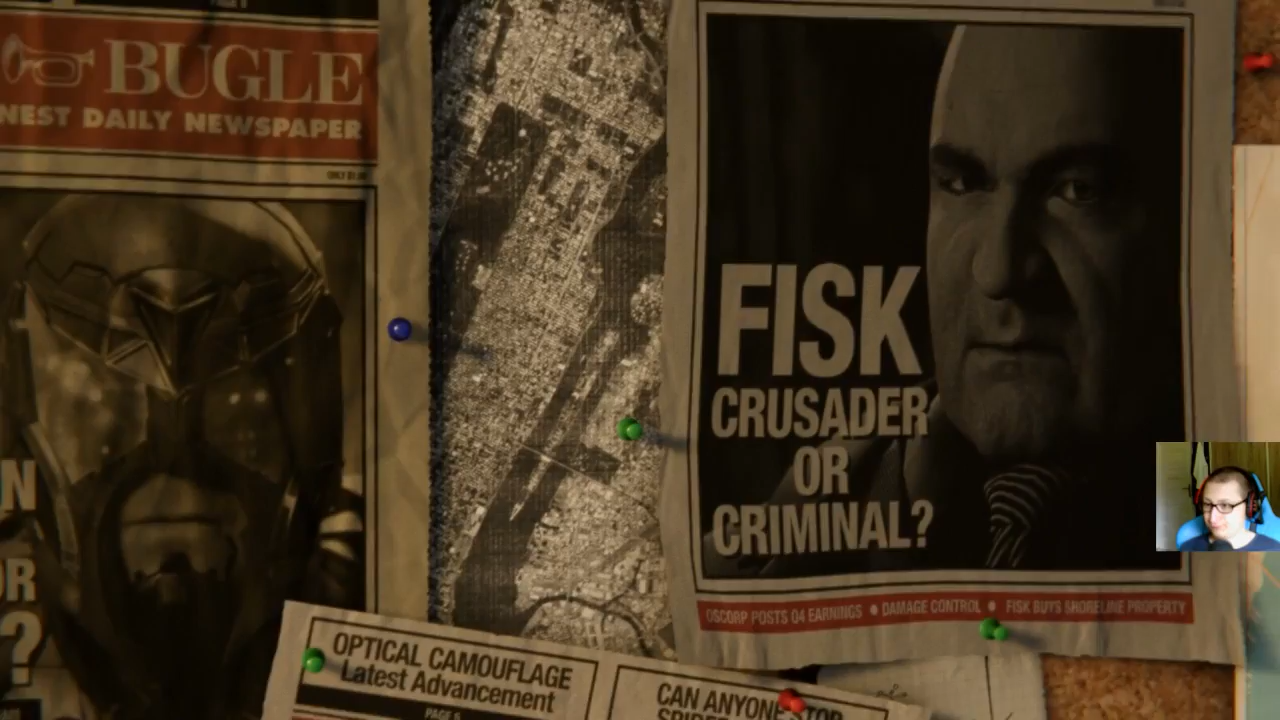 BUGLE
NEST DAILY NEWSPAPER
FISK
CRUSADER
OR
CRIMINAL?
OSCORP POSTS Q4 EARNINGS ● DAMAGE CONTROL ● FISK BUYS SHORELINE PROPERTY
N
OR
?
OPTICAL CAMOUFLAGE
Latest Advancement
CAN ANYONE STOP